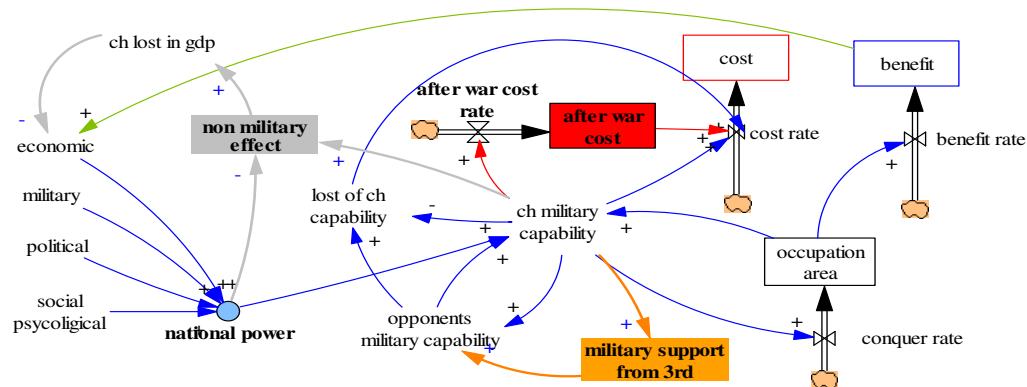 ch lost in gdp
cost
benefit
after war cost
rate
after war
cost
cost rate
benefit rate
non military
effect
economic
military
political
social
psycoligical
national power
lost of ch
capability
ch military
capability
occupation
area
opponents
military capability
military support
from 3rd
conquer rate